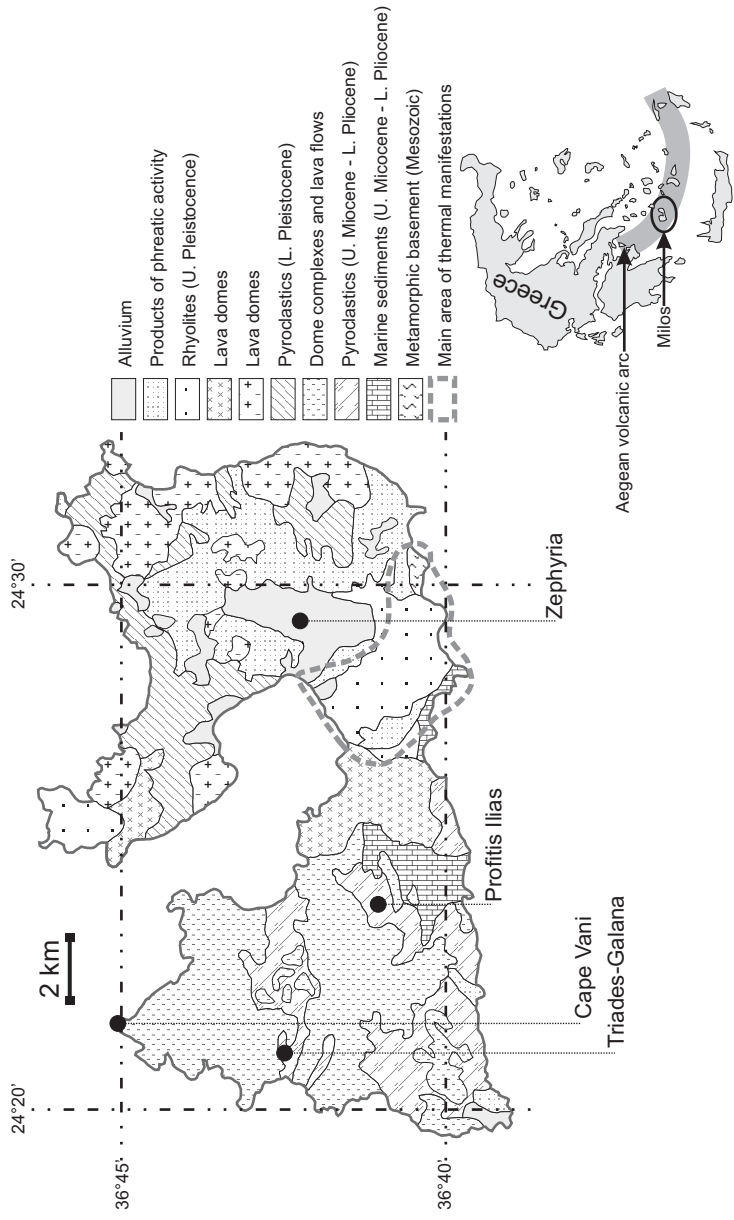 24°20'
24°30'
36°45'
36°40'
2 km
Cape Vani
Triades-Galana
Profitis Ilias
Zephyria
Alluvium
Products of phreatic activity
Rhyolites (U. Pleistocence)
Lava domes
Lava domes
Pyroclastics (L. Pleistocene)
Dome complexes and lava flows
Pyroclastics (U. Miocene - L. Pliocene)
Marine sediments (U. Micocene - L. Pliocene)
Metamorphic basement (Mesozoic)
Main area of thermal manifestations
Greece
Aegean volcanic arc
Milos